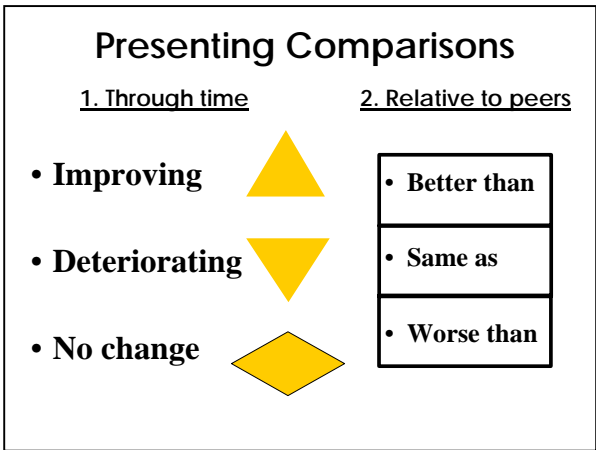 Presenting Comparisons
1. Through time
• Improving
• Deteriorating
• No change
2. Relative to peers
• Better than
• Same as
• Worse than